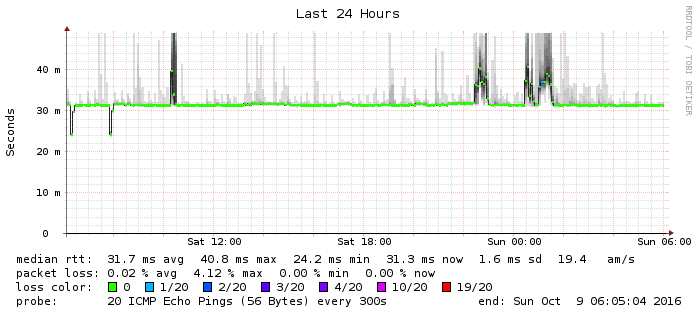 Last 24 Hours
RRDTOOL / TOBI OETIKER
Seconds
40 m
30 m
20 m
10 m
0
Sat 12:00 Sat 18:00 Sun 00:00 Sun 06:00
median rtt: 31.7 ms avg 40.8 ms max 24.2 ms min 31.3 ms now 1.6 ms sd 19.4 am/s
packet loss: 0.02 % avg 4.12 % max 0.00 % min 0.00 % now
loss color: 0 1/20 2/20 3/20 4/20 10/20 19/20
probe: 20 ICMP Echo Pings (56 Bytes) every 300s end: Sun Oct 9 06:05:04 2016